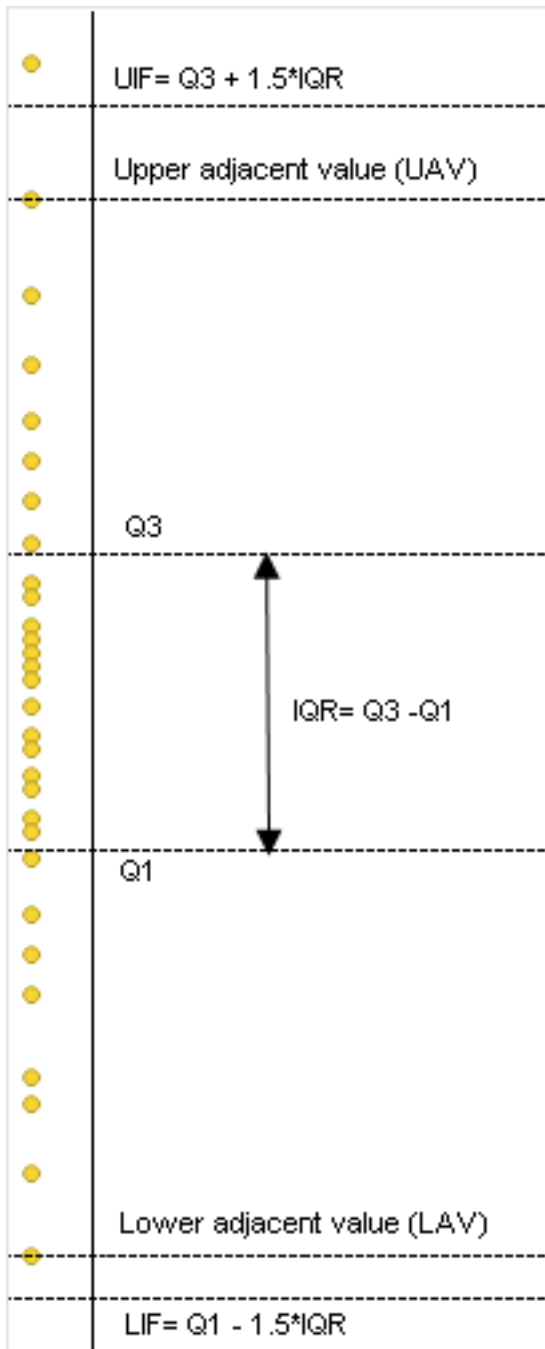 UIF= Q3 + 1.5*IQR
Upper adjacent value (UAV)
Q3
IQR= Q3 -Q1
Q1
Lower adjacent value (LAV)
LIF= Q1 - 1.5*IQR